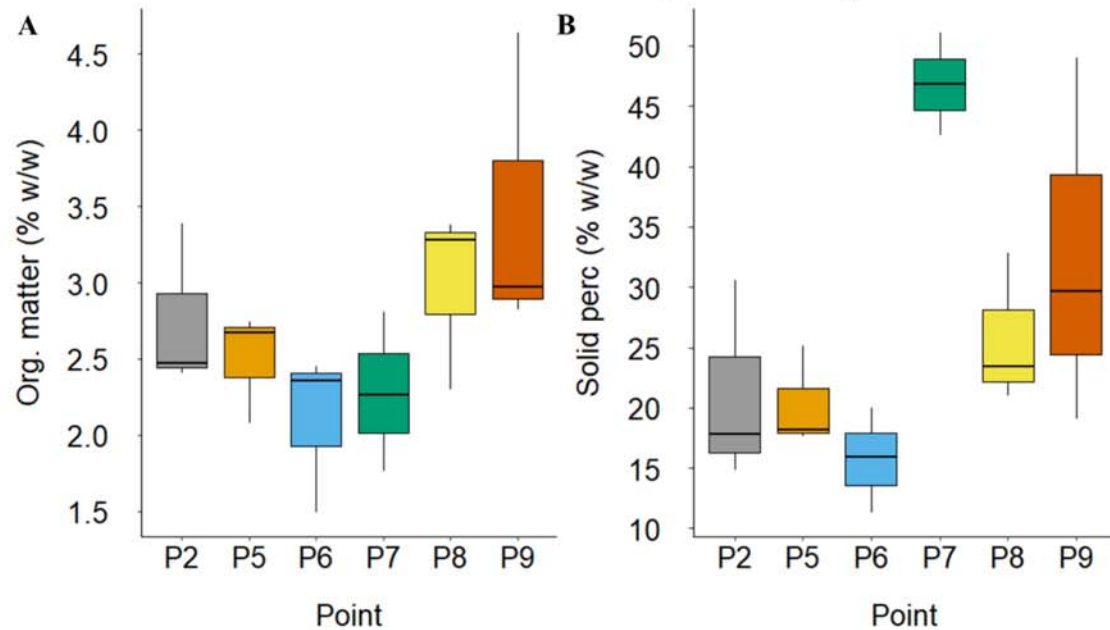 A
Org. matter (% w/w)
4.5
4.0
3.5
3.0
2.5
2.0
1.5
P2 P5 P6 P7 P8 P9
Point
B
Solid perc (% w/w)
50
45
40
35
30
25
20
15
10
P2 P5 P6 P7 P8 P9
Point